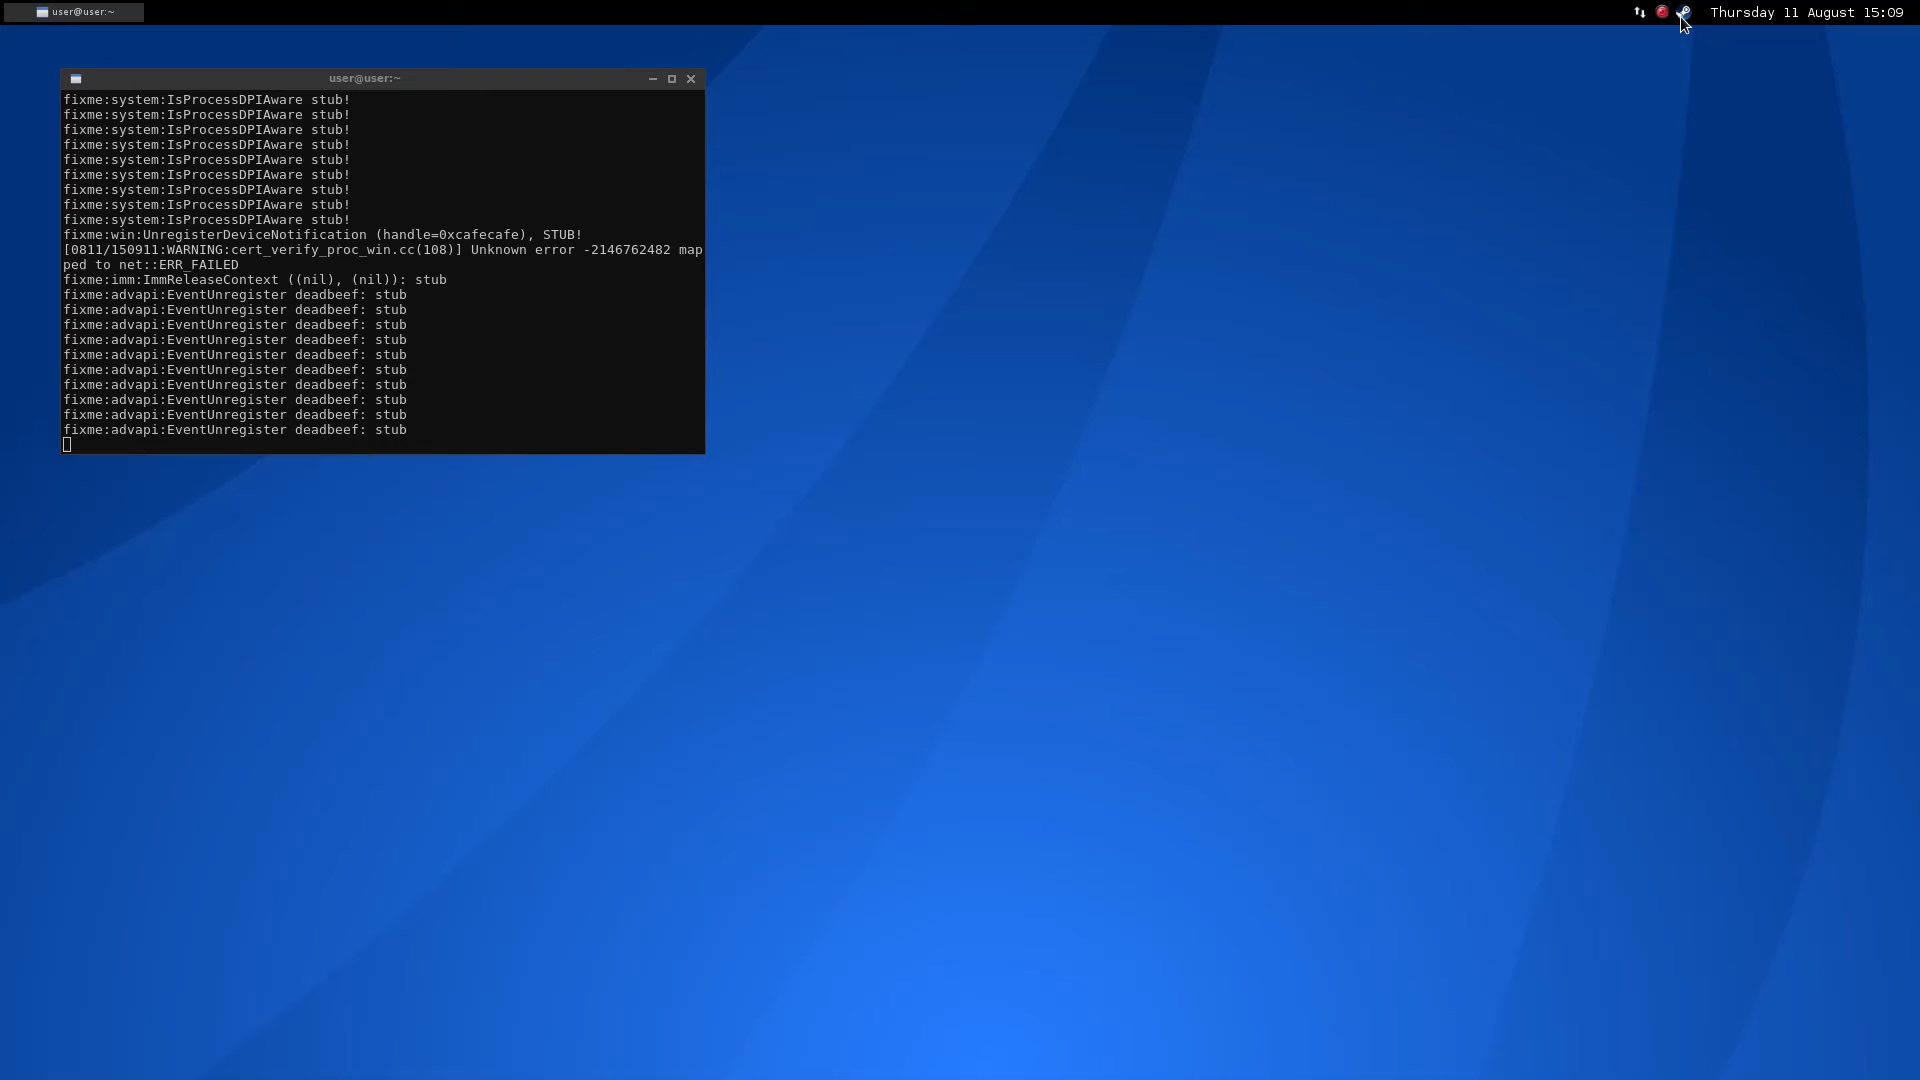 user@user:~
Thursday 11 August 15:09
user@user:~
fixme:system:IsProcessDPIAware stub!
fixme:system:IsProcessDPIAware stub!
fixme:system:IsProcessDPIAware stub!
fixme:system:IsProcessDPIAware stub!
fixme:system:IsProcessDPIAware stub!
fixme:system:IsProcessDPIAware stub!
fixme:system:IsProcessDPIAware stub!
fixme:system:IsProcessDPIAware stub!
fixme:system:IsProcessDPIAware stub!
fixme:win:UnregisterDeviceNotification (handle=0xcafecafe), STUB!
[0811/150911:WARNING:cert_verify_proc_win.cc(108)] Unknown error -2146762482 map
ped to net::ERR_FAILED
fixme:imm:ImmReleaseContext ((nil), (nil)): stub
fixme:advapi:EventUnregister deadbeef: stub
fixme:advapi:EventUnregister deadbeef: stub
fixme:advapi:EventUnregister deadbeef: stub
fixme:advapi:EventUnregister deadbeef: stub
fixme:advapi:EventUnregister deadbeef: stub
fixme:advapi:EventUnregister deadbeef: stub
fixme:advapi:EventUnregister deadbeef: stub
fixme:advapi:EventUnregister deadbeef: stub
fixme:advapi:EventUnregister deadbeef: stub
fixme:advapi:EventUnregister deadbeef: stub